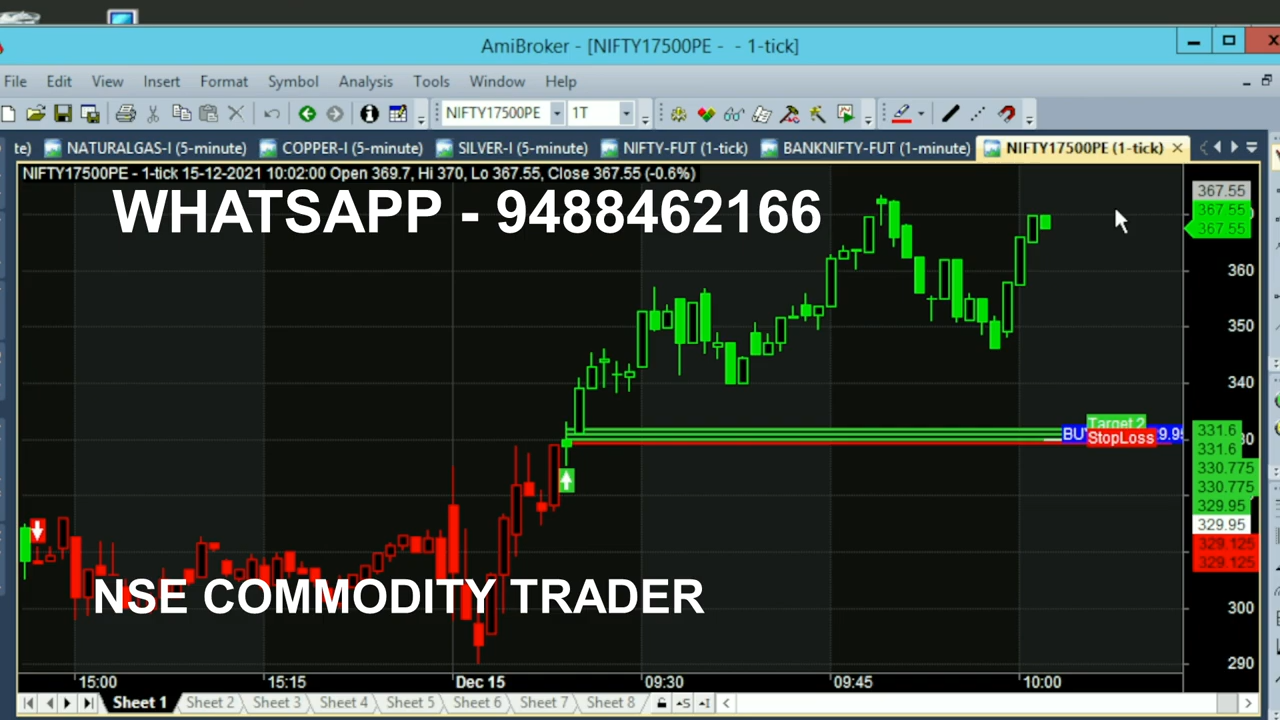 AmiBroker - [NIFTY17500PE -  - 1-tick]
File Edit View Insert Format Symbol Analysis Tools Window Help
NIFTY17500PE 1T
te) NATURALGAS-I (5-minute) COPPER-I (5-minute) SILVER-I (5-minute) NIFTY-FUT (1-tick) BANKNIFTY-FUT (1-minute) NIFTY17500PE (1-tick)
NIFTY17500PE - 1-tick 15-12-2021 10:02:00 Open 369.7, Hi 370, Lo 367.55, Close 367.55 (-0.6%)
WHATSAPP - 9488462166
367.55
367.55
367.55
360
350
340
Target 2
BUY
StopLoss
331.6
331.6
330.775
330.775
329.95
329.95
329.125
329.125
NSE COMMODITY TRADER
300
290
15:00 15:15 Dec 15 09:30 09:45 10:00
Sheet 1 Sheet 2 Sheet 3 Sheet 4 Sheet 5 Sheet 6 Sheet 7 Sheet 8